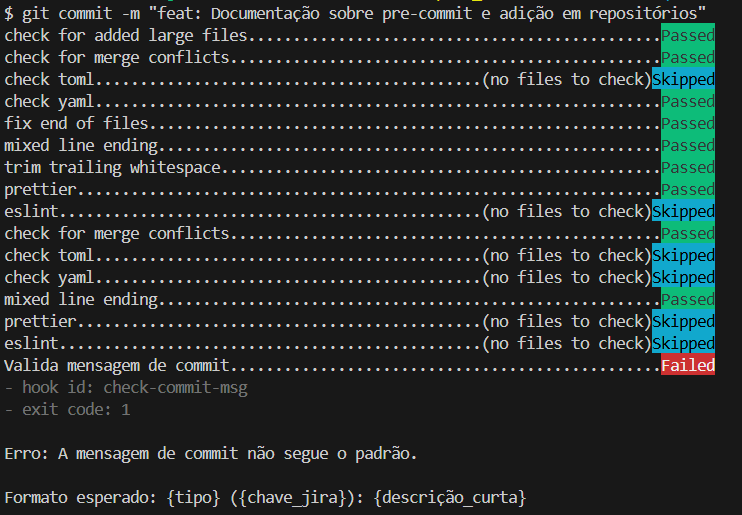 $ git commit -m "feat: Documentação sobre pre-commit e adição em repositórios"
check for added large files..............................................Passed
check for merge conflicts................................................Passed
check toml...........................................(no files to check)Skipped
check yaml...............................................................Passed
fix end of files.........................................................Passed
mixed line ending........................................................Passed
trim trailing whitespace.................................................Passed
prettier.................................................................Passed
eslint...............................................(no files to check)Skipped
check for merge conflicts................................................Passed
check toml...........................................(no files to check)Skipped
check yaml...........................................(no files to check)Skipped
mixed line ending........................................................Passed
prettier.............................................(no files to check)Skipped
eslint...............................................(no files to check)Skipped
Valida mensagem de commit................................................Failed
- hook id: check-commit-msg
- exit code: 1
Erro: A mensagem de commit não segue o padrão.
Formato esperado: {tipo} ({chave_jira}): {descrição_curta}